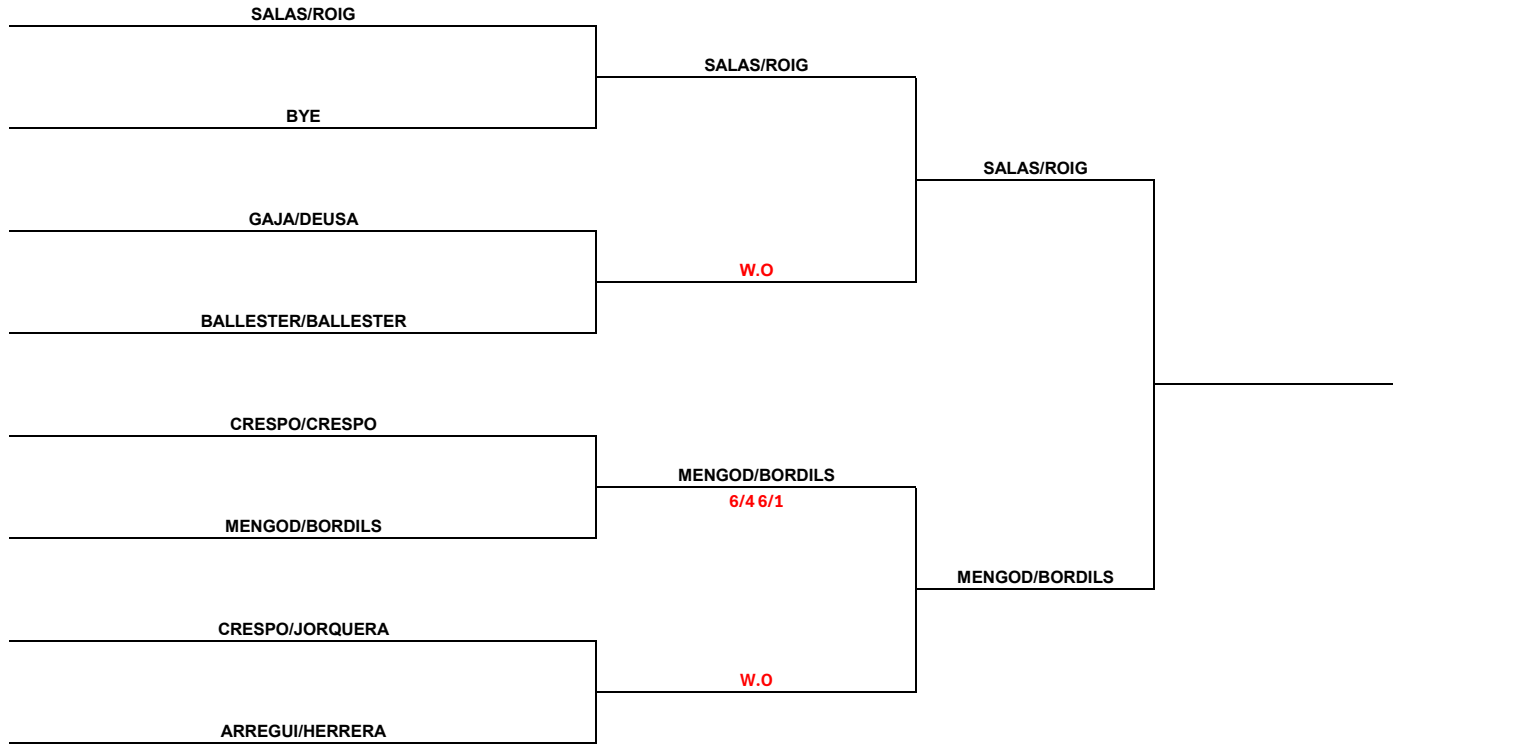 SALAS/ROIG
SALAS/ROIG
BYE
SALAS/ROIG
GAJA/DEUSA
W.O
BALLESTER/BALLESTER
CRESPO/CRESPO
MENGOD/BORDILS
6/4 6/1
MENGOD/BORDILS
MENGOD/BORDILS
CRESPO/JORQUERA
W.O
ARREGUI/HERRERA